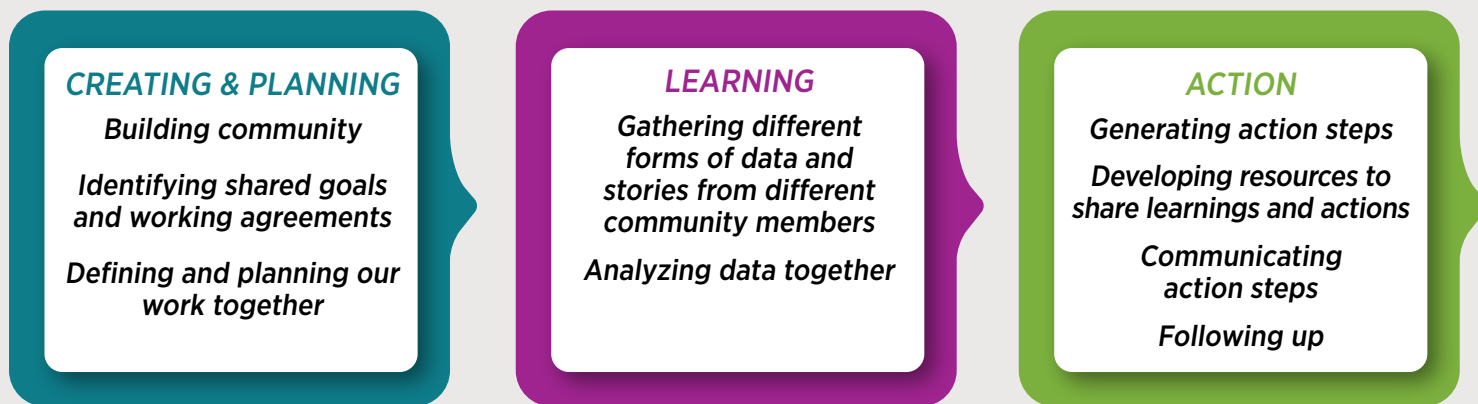 CREATING & PLANNING
Building community
Identifying shared goals
and working agreements
Defining and planning our
work together
LEARNING
Gathering different
forms of data and
stories from different
community members
Analyzing data together
ACTION
Generating action steps
Developing resources to
share learnings and actions
Communicating
action steps
Following up